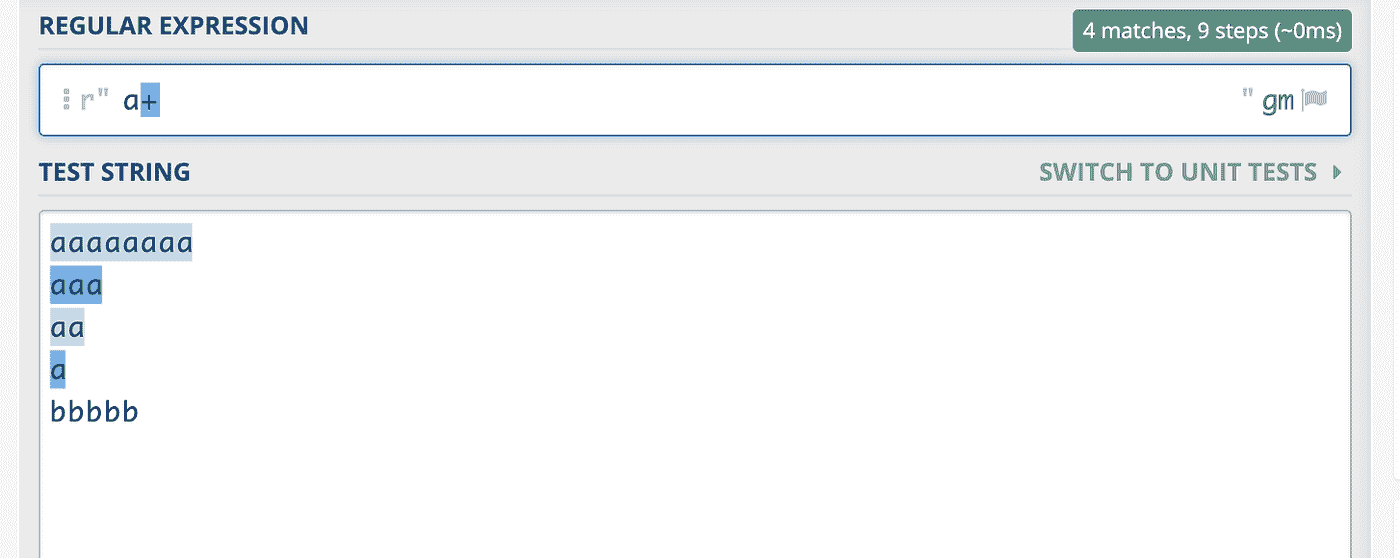 REGULAR EXPRESSION
4 matches, 9 steps (~0ms)
r" a+ " gm
TEST STRING
SWITCH TO UNIT TESTS
aaaaaaaa
aaa
aa
a
bbbbb